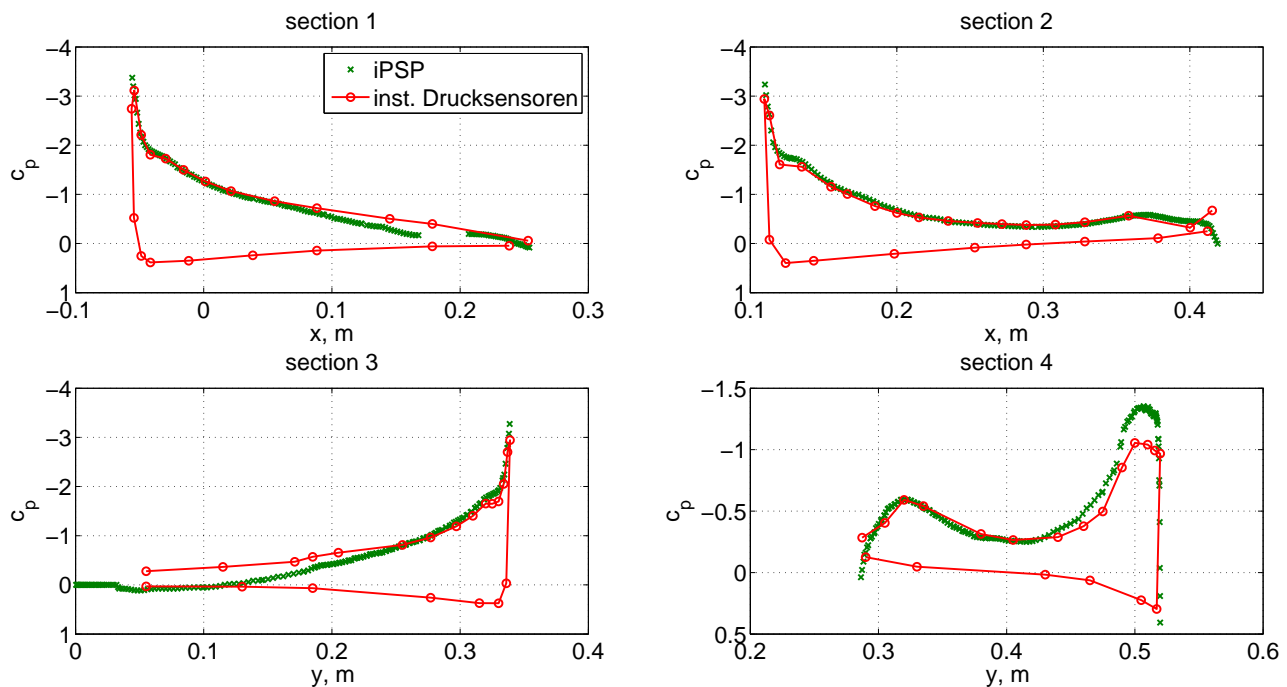 section 1
–4
–3
–2
–1
0
1
c_p
–0.1 0 0.1 0.2 0.3
x, m
iPSP
inst. Drucksensoren
section 2
–4
–3
–2
–1
0
1
c_p
0.1 0.2 0.3 0.4
x, m
section 3
–4
–3
–2
–1
0
1
c_p
0 0.1 0.2 0.3 0.4
y, m
section 4
–1.5
–1
–0.5
0
0.5
c_p
0.2 0.3 0.4 0.5 0.6
y, m